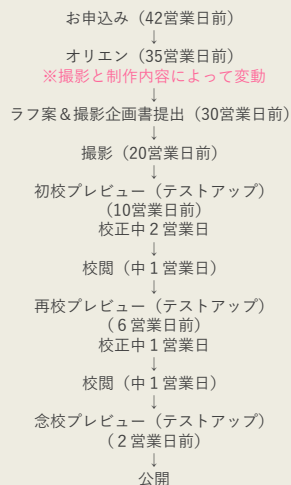 お申込み（42営業日前）
↓
オリエン（35営業日前）
※撮影と制作内容によって変動
↓
ラフ案＆撮影企画書提出（30営業日前）
↓
撮影（20営業日前）
↓
初校プレビュー（テストアップ）
（10営業日前）
校正中２営業日
↓
校閲（中１営業日）
↓
再校プレビュー（テストアップ）
（６営業日前）
校正中１営業日
↓
校閲（中１営業日）
↓
念校プレビュー（テストアップ）
（２営業日前）
↓
公開